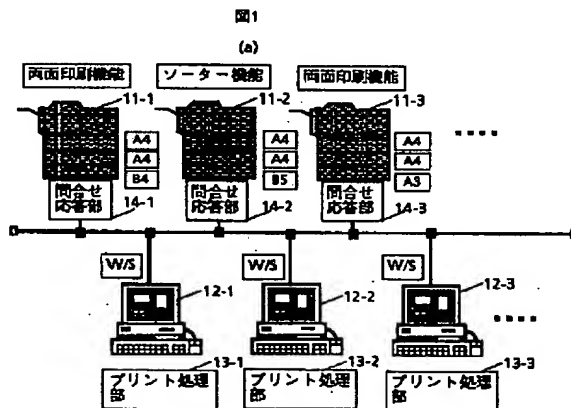 図1
(a)
両面印刷機能
ソーター機能
両面印刷機能
11-1
11-2
11-3
A4
A4
B4
A4
A4
B5
A4
A4
A3
問合せ
応答部
問合せ
応答部
問合せ
応答部
14-1
14-2
14-3
W/S
W/S
W/S
12-1
12-2
12-3
13-1
13-2
13-3
プリント処理
部
プリント処理
部
プリント処理
部